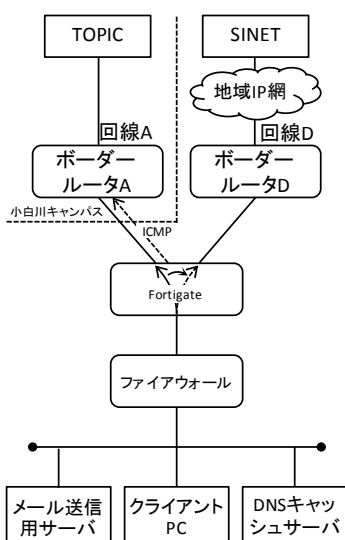 TOPIC
SINET
地域IP網
回線A
回線D
ボーダー
ルータA
ボーダー
ルータD
小白川キャンパス
ICMP
Fortigate
ファイアウォール
メール送信
用サーバ
クライアント
PC
DNSキャッ
シュサーバ